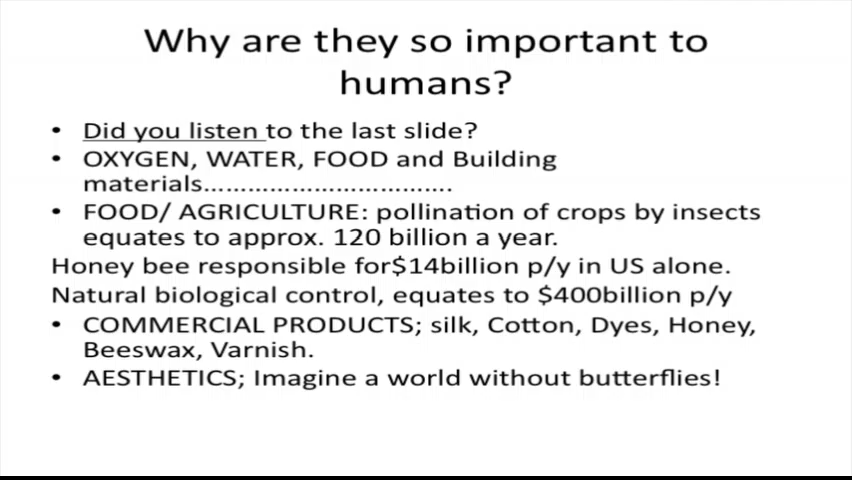 Why are they so important to
humans?
• Did you listen to the last slide?
• OXYGEN, WATER, FOOD and Building
materials……………………………….
• FOOD/ AGRICULTURE: pollination of crops by insects
equates to approx. 120 billion a year.
Honey bee responsible for$14billion p/y in US alone.
Natural biological control, equates to $400billion p/y
• COMMERCIAL PRODUCTS; silk, Cotton, Dyes, Honey,
Beeswax, Varnish.
• AESTHETICS; Imagine a world without butterflies!